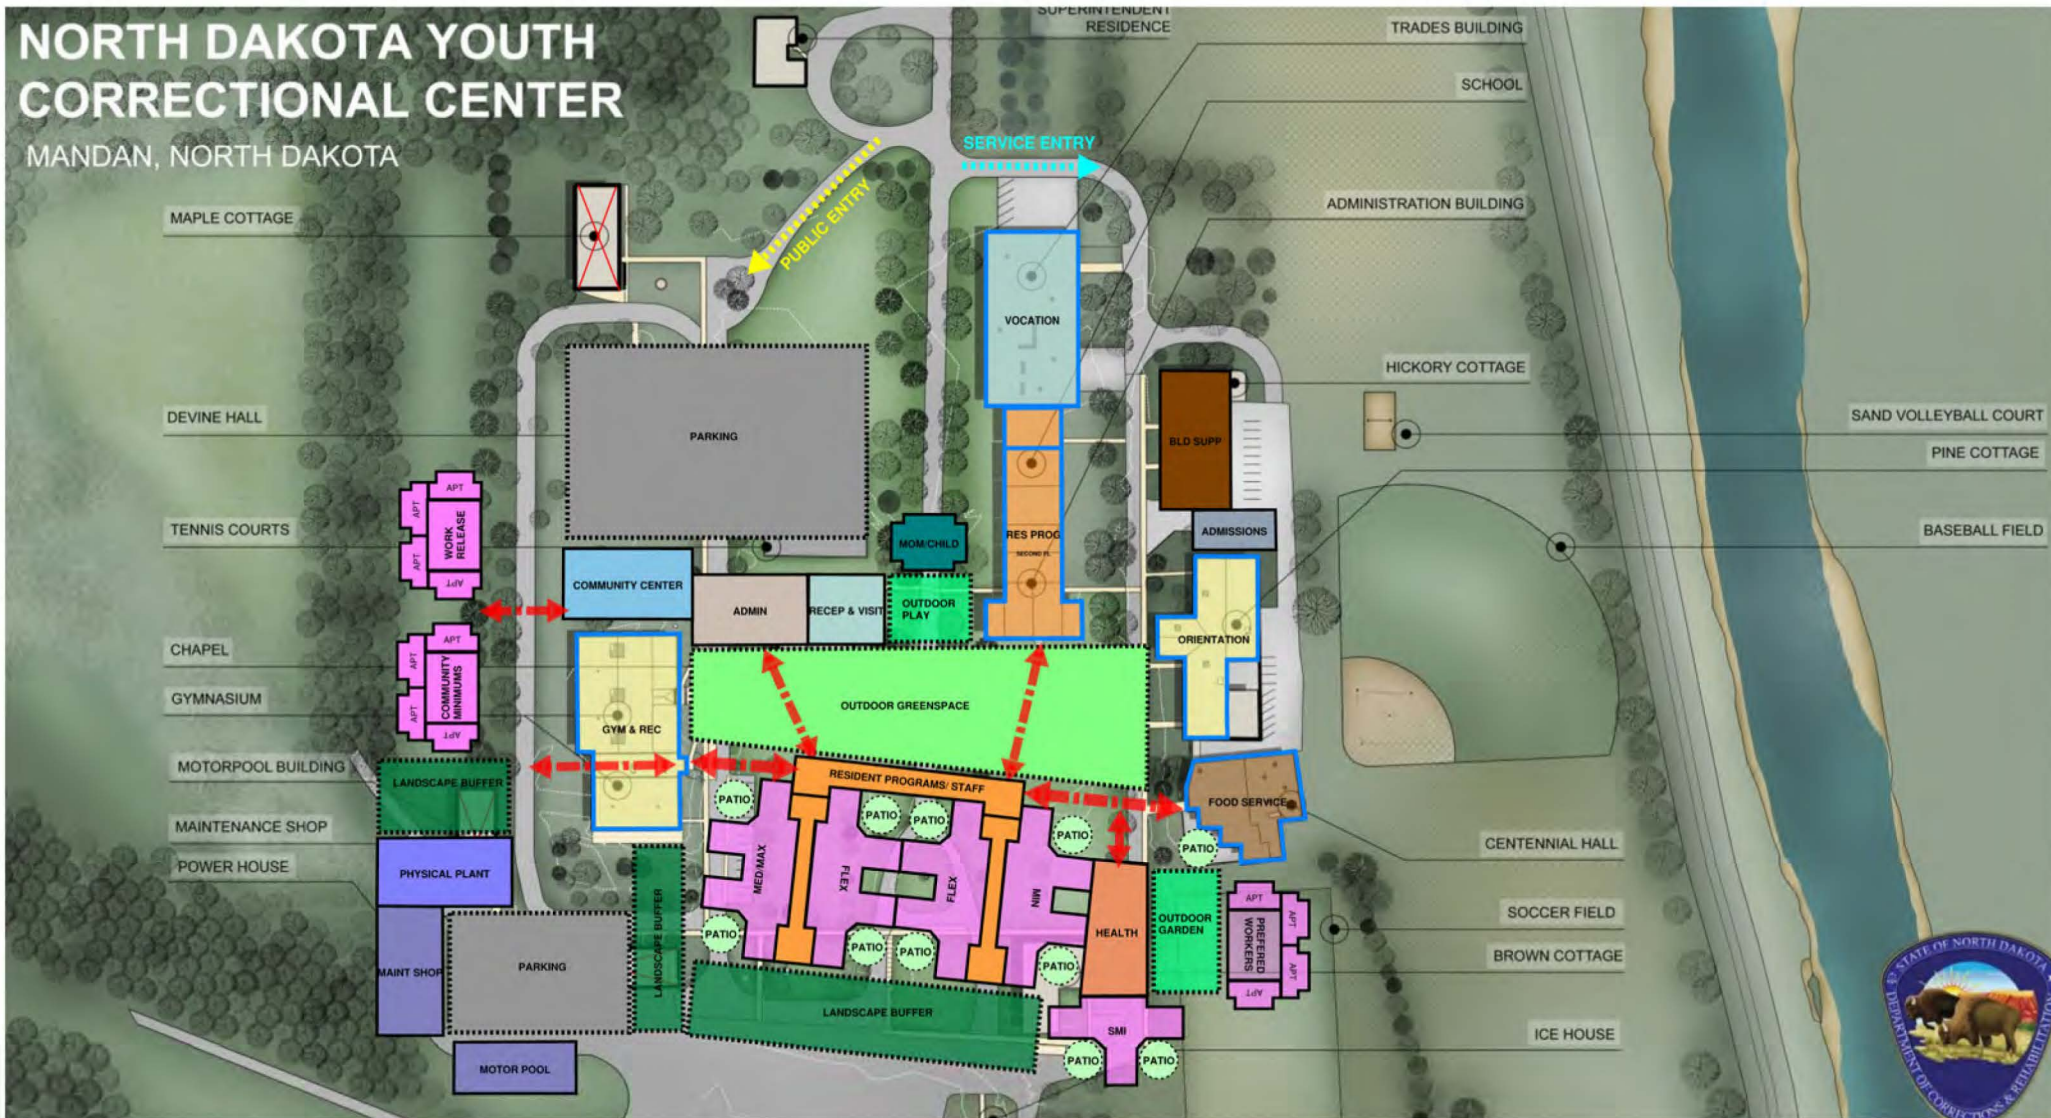 NORTH DAKOTA YOUTH
CORRECTIONAL CENTER
MANDAN, NORTH DAKOTA
SUPERINTENDENT
RESIDENCE
TRADES BUILDING
SCHOOL
SERVICE ENTRY
PUBLIC ENTRY
MAPLE COTTAGE
ADMINISTRATION BUILDING
VOCATION
HICKORY COTTAGE
DEVINE HALL
PARKING
BLD SUPP
SAND VOLLEYBALL COURT
PINE COTTAGE
APT
APT
WORK
RELEASE
APT
APT
TENNIS COURTS
MOM/CHILD
RES PROG
SECOND FL
ADMISSIONS
BASEBALL FIELD
COMMUNITY CENTER
ADMIN
RECEP & VISIT
OUTDOOR
PLAY
ORIENTATION
CHAPEL
APT
APT
COMMUNITY
MINIMUMS
APT
APT
GYMNASIUM
OUTDOOR GREENSPACE
GYM & REC
MOTORPOOL BUILDING
LANDSCAPE BUFFER
RESIDENT PROGRAMS/ STAFF
PATIO
PATIO
PATIO
PATIO
PATIO
FOOD SERVICE
MAINTENANCE SHOP
CENTENNIAL HALL
POWER HOUSE
PHYSICAL PLANT
MED/MAX
FLEX
FLEX
MIN
LANDSCAPE BUFFER
HEALTH
OUTDOOR
GARDEN
APT
APT
PREFERED
WORKERS
APT
APT
SOCCER FIELD
PATIO
PATIO
PATIO
PATIO
BROWN COTTAGE
MAINT SHOP
PARKING
LANDSCAPE BUFFER
SMI
PATIO
PATIO
ICE HOUSE
MOTOR POOL
STATE OF NORTH DAKOTA
DEPARTMENT OF CORRECTIONS & REHABILITATION